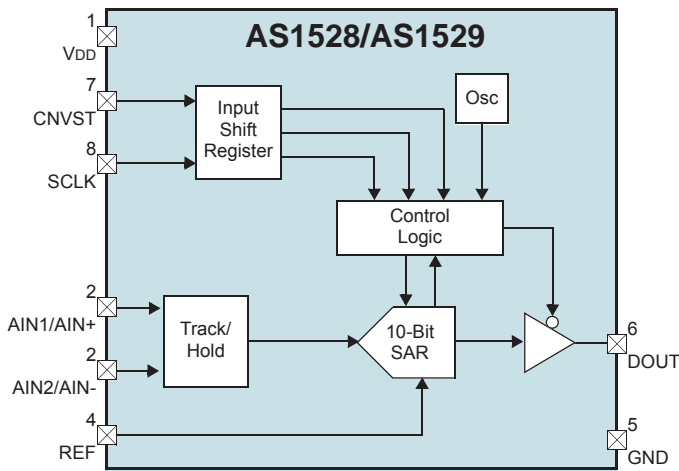 AS1528/AS1529
1
VDD
7
CNVST
8
SCLK
Input
Shift
Register
Osc
Control
Logic
2
AIN1/AIN+
2
AIN2/AIN-
4
REF
Track/
Hold
10-Bit
SAR
6
DOUT
5
GND